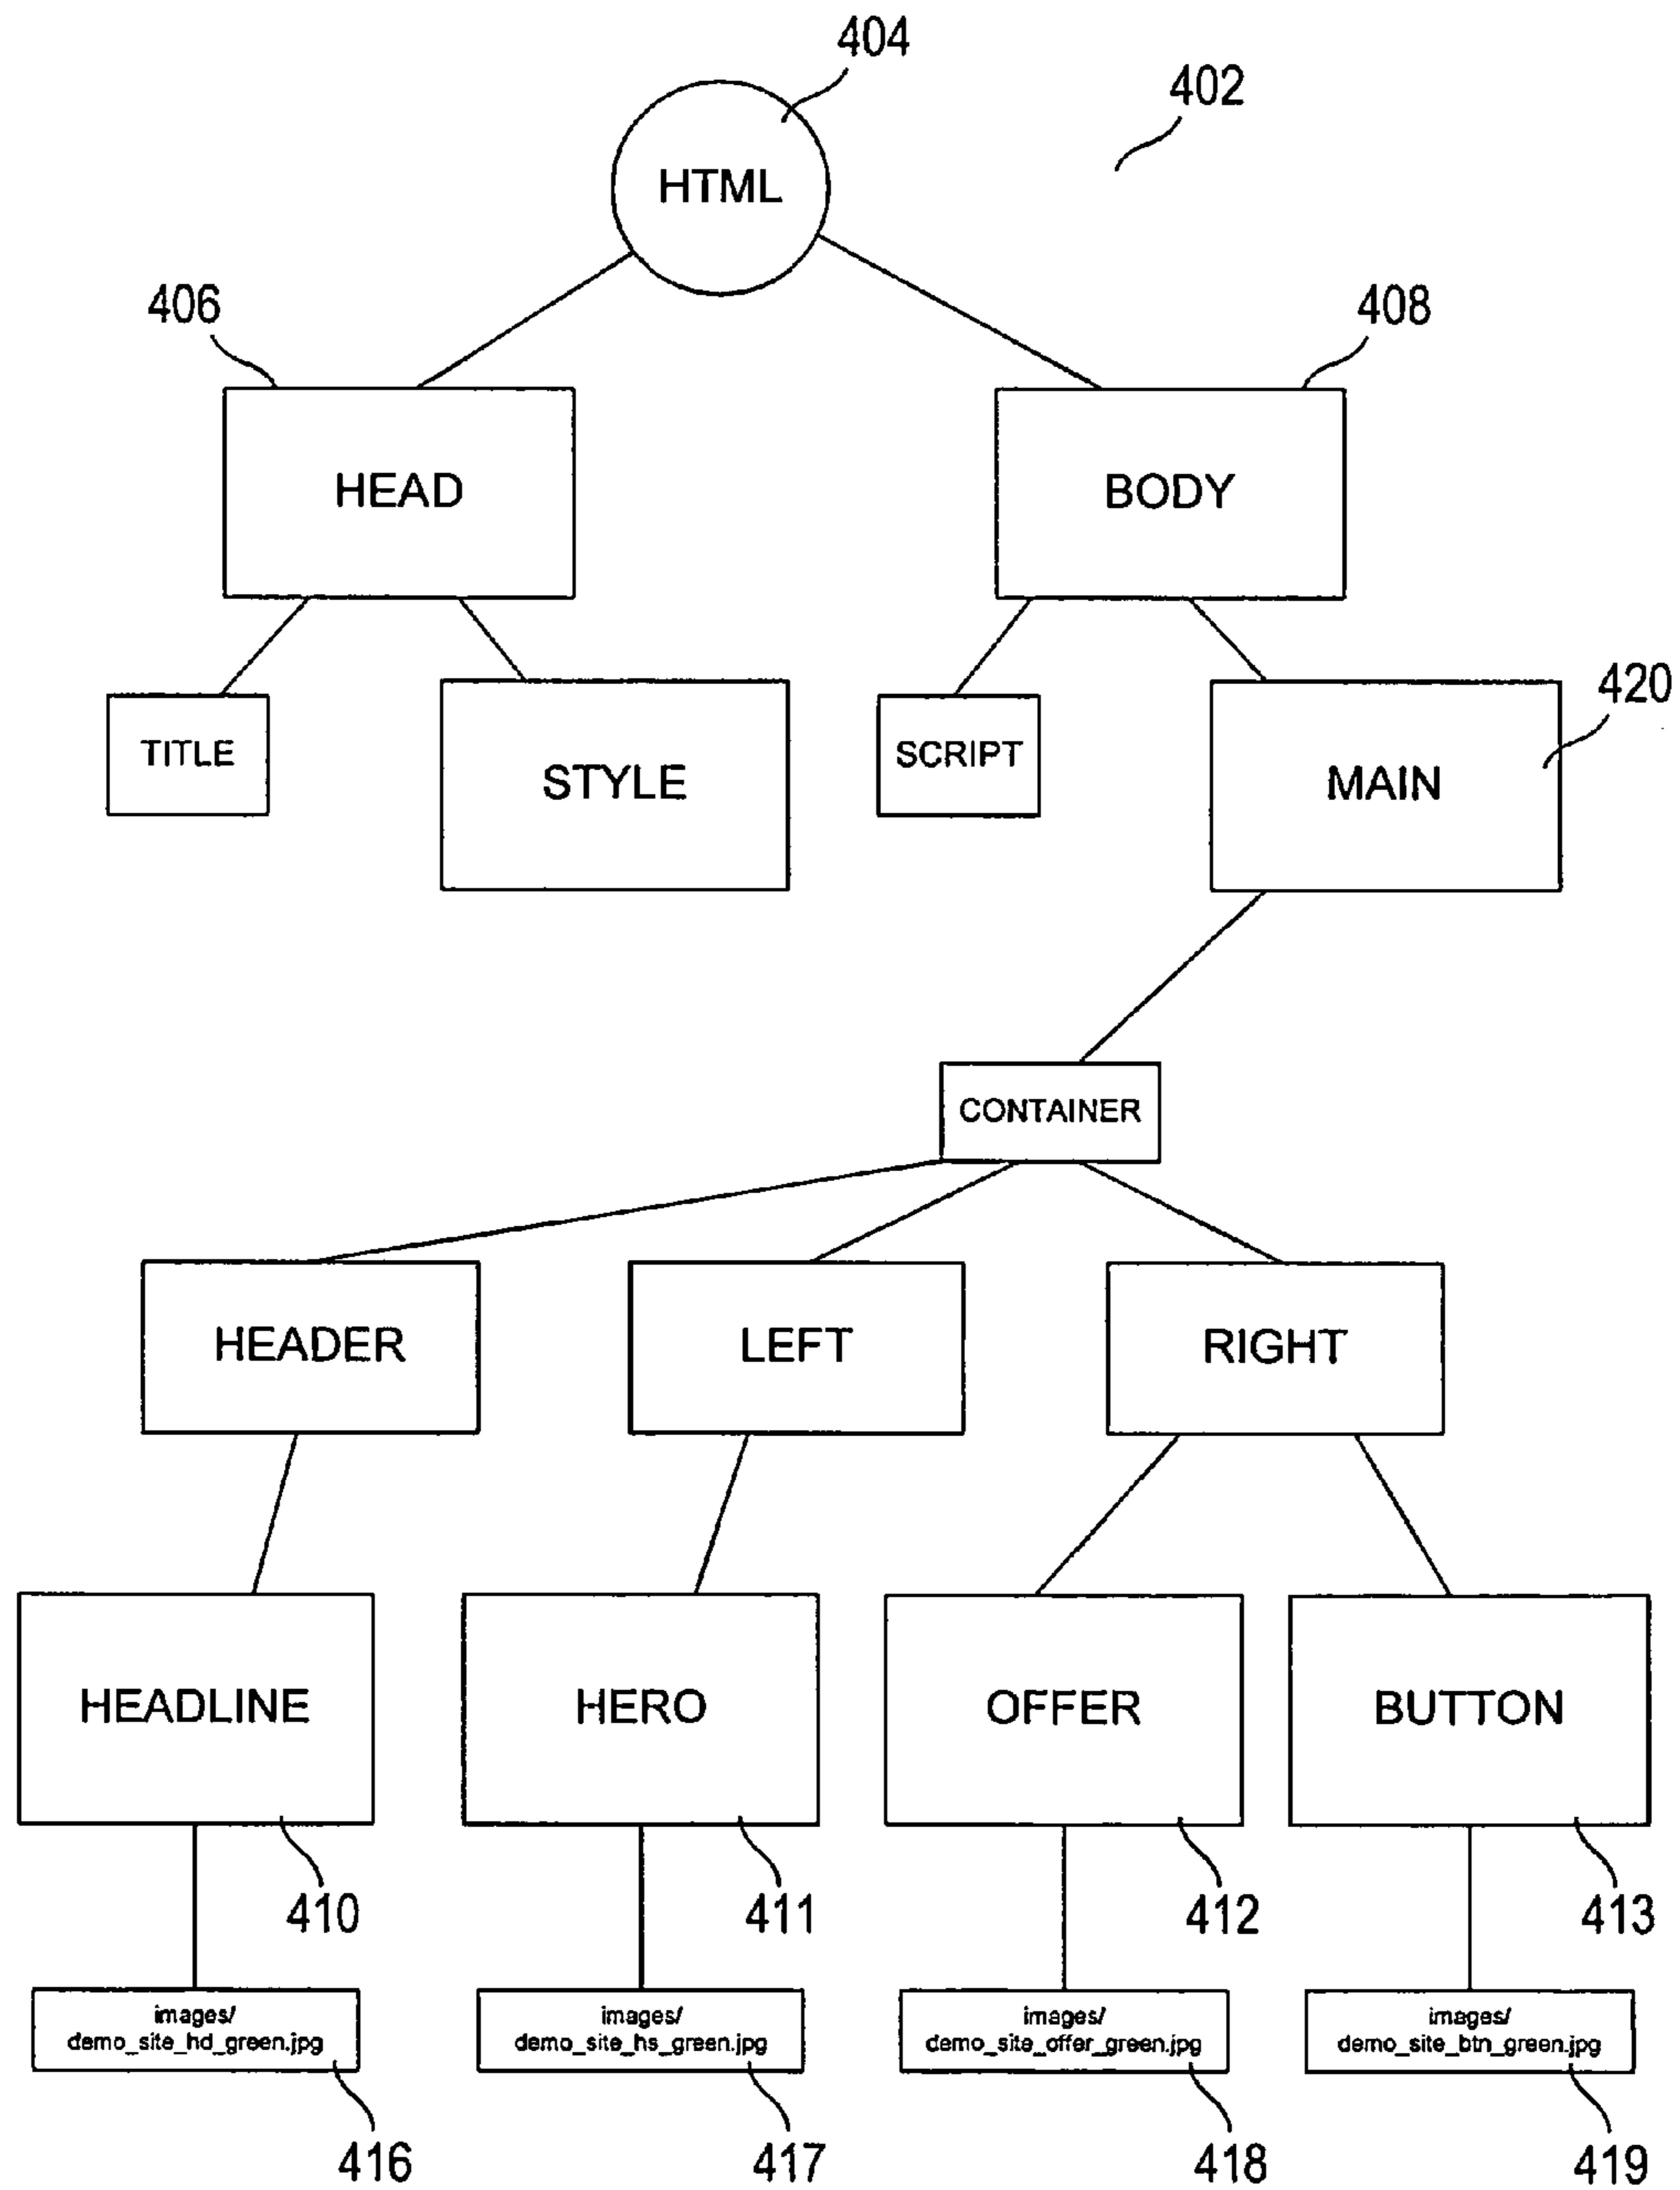 404
402
HTML
406
408
HEAD
BODY
420
TITLE
STYLE
SCRIPT
MAIN
CONTAINER
HEADER
LEFT
RIGHT
HEADLINE
HERO
OFFER
BUTTON
410
411
412
413
images/
demo_site_hd_green.jpg
images/
demo_site_hs_green.jpg
images/
demo_site_offer_green.jpg
images/
demo_site_btn_green.jpg
416
417
418
419